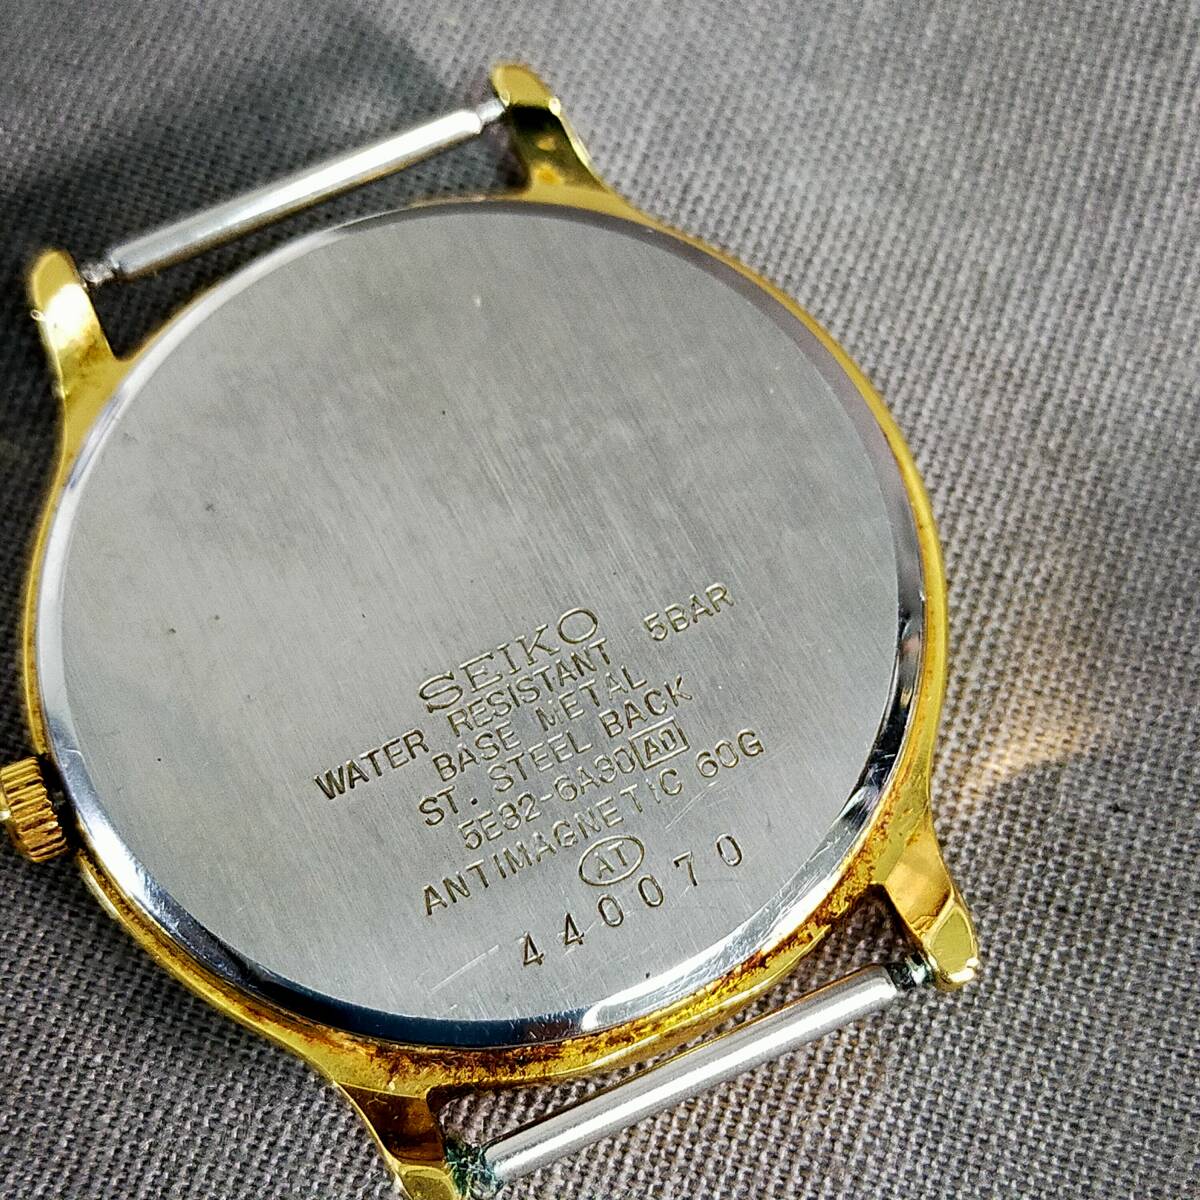 SEIKO
WATER RESISTANT 5BAR
BASE METAL
ST. STEEL BACK
5E32-6A30 A0
ANTIMAGNETIC 60G
AT
440070